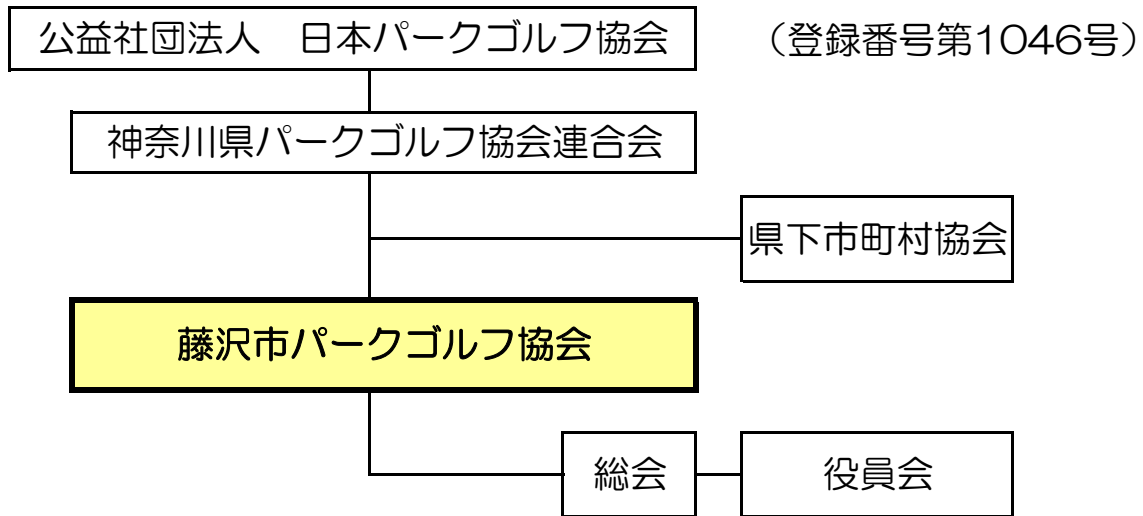 公益社団法人　日本パークゴルフ協会　（登録番号第1046号）
神奈川県パークゴルフ協会連合会
県下市町村協会
藤沢市パークゴルフ協会
総会　役員会